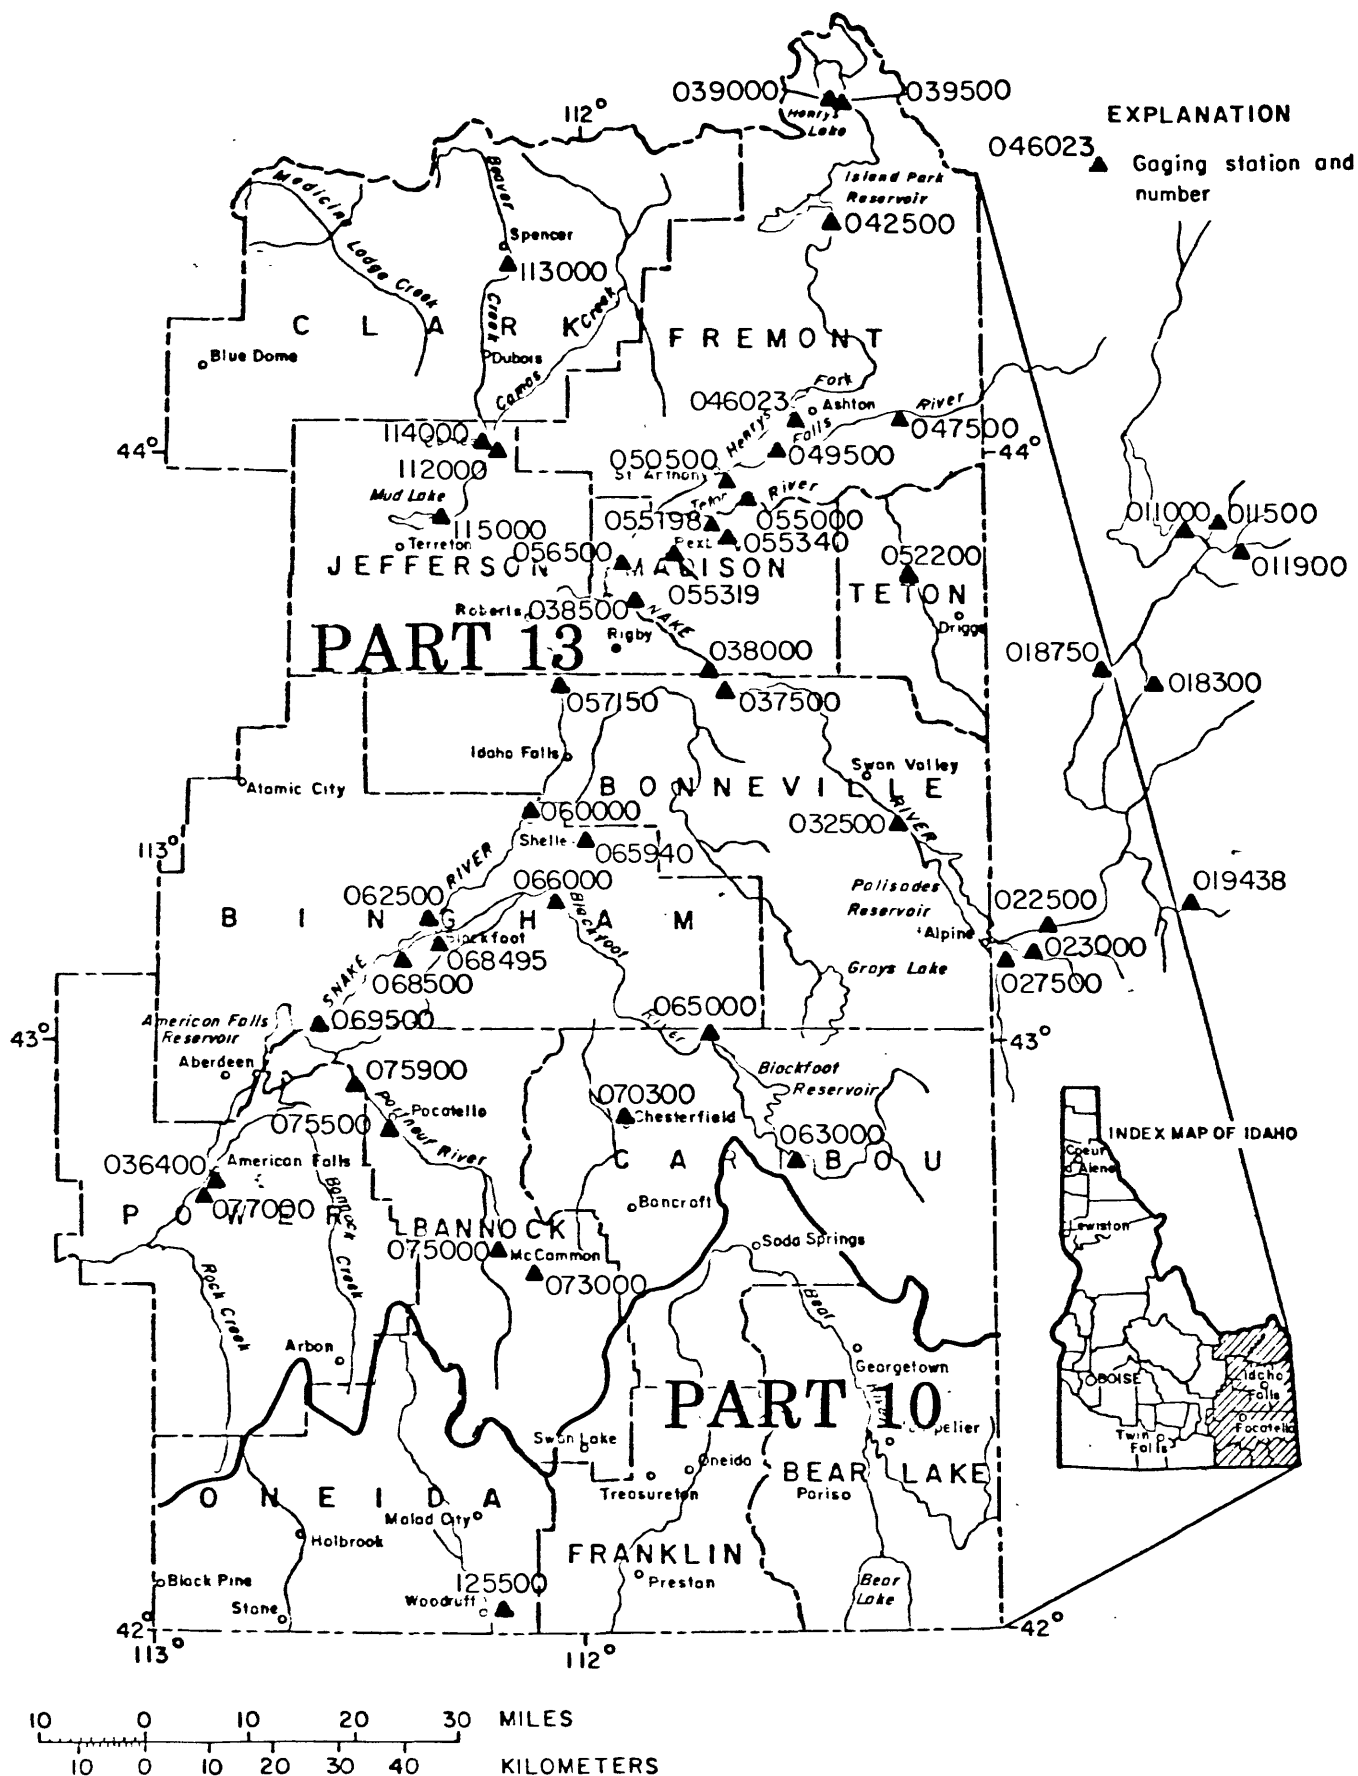 039000
039500
112°
Henrys
Lake
EXPLANATION
046023
Gaging station and
number
Island Park
Reservoir
042500
Medicine
Lodge Creek
Beaver
Spencer
113000
Creek
CLARK
Creek
Camas
FREMONT
Blue Dome
Dubois
Fork
046023
Ashton
River
Henrys
Falls
047500
114000
112000
44°
44°
050500
049500
St Anthony
Mud Lake
115000
Teton
River
055198
055000
055340
Terreton
056500
JEFFERSON
MADISON
052200
TETON
055319
011000
011500
011900
Roberts
038500
Rigby
Driggs
PART 13
038000
018750
018300
057150
037500
Idaho Falls
Swan Valley
Atomic City
BONNEVILLE
060000
032500
RIVER
113°
Shelle
065940
RIVER
066000
062500
Palisades
Reservoir
022500
019438
BINGHAM
Blackfoot
Blackfoot
068495
Alpine
023000
SNAKE
068500
Grays Lake
027500
065000
American Falls
Reservoir
069500
River
43°
43°
Aberdeen
075900
Blackfoot
Reservoir
070300
Chesterfield
Portneuf River
Pocatello
075500
063000
INDEX MAP OF IDAHO
036400
American Falls
CARIBOU
Coeur
d Alene
Bannock
Creek
Bancroft
077000
POWER
BANNOCK
Lewiston
075000
McCammon
Soda Springs
073000
Rock Creek
Bear
Arbon
Georgetown
BOISE
Idaho
Falls
PART 10
Pocatello
Twin
Falls
Swan Lake
Oneida
BEAR LAKE
Treasureton
Pariso
ONEIDA
Malad City
Holbrook
FRANKLIN
Black Pine
125500
Preston
Bear
Lake
Woodruff
Stone
42°
42°
113°
112°
10 0 10 20 30 MILES
10 0 10 20 30 40 KILOMETERS